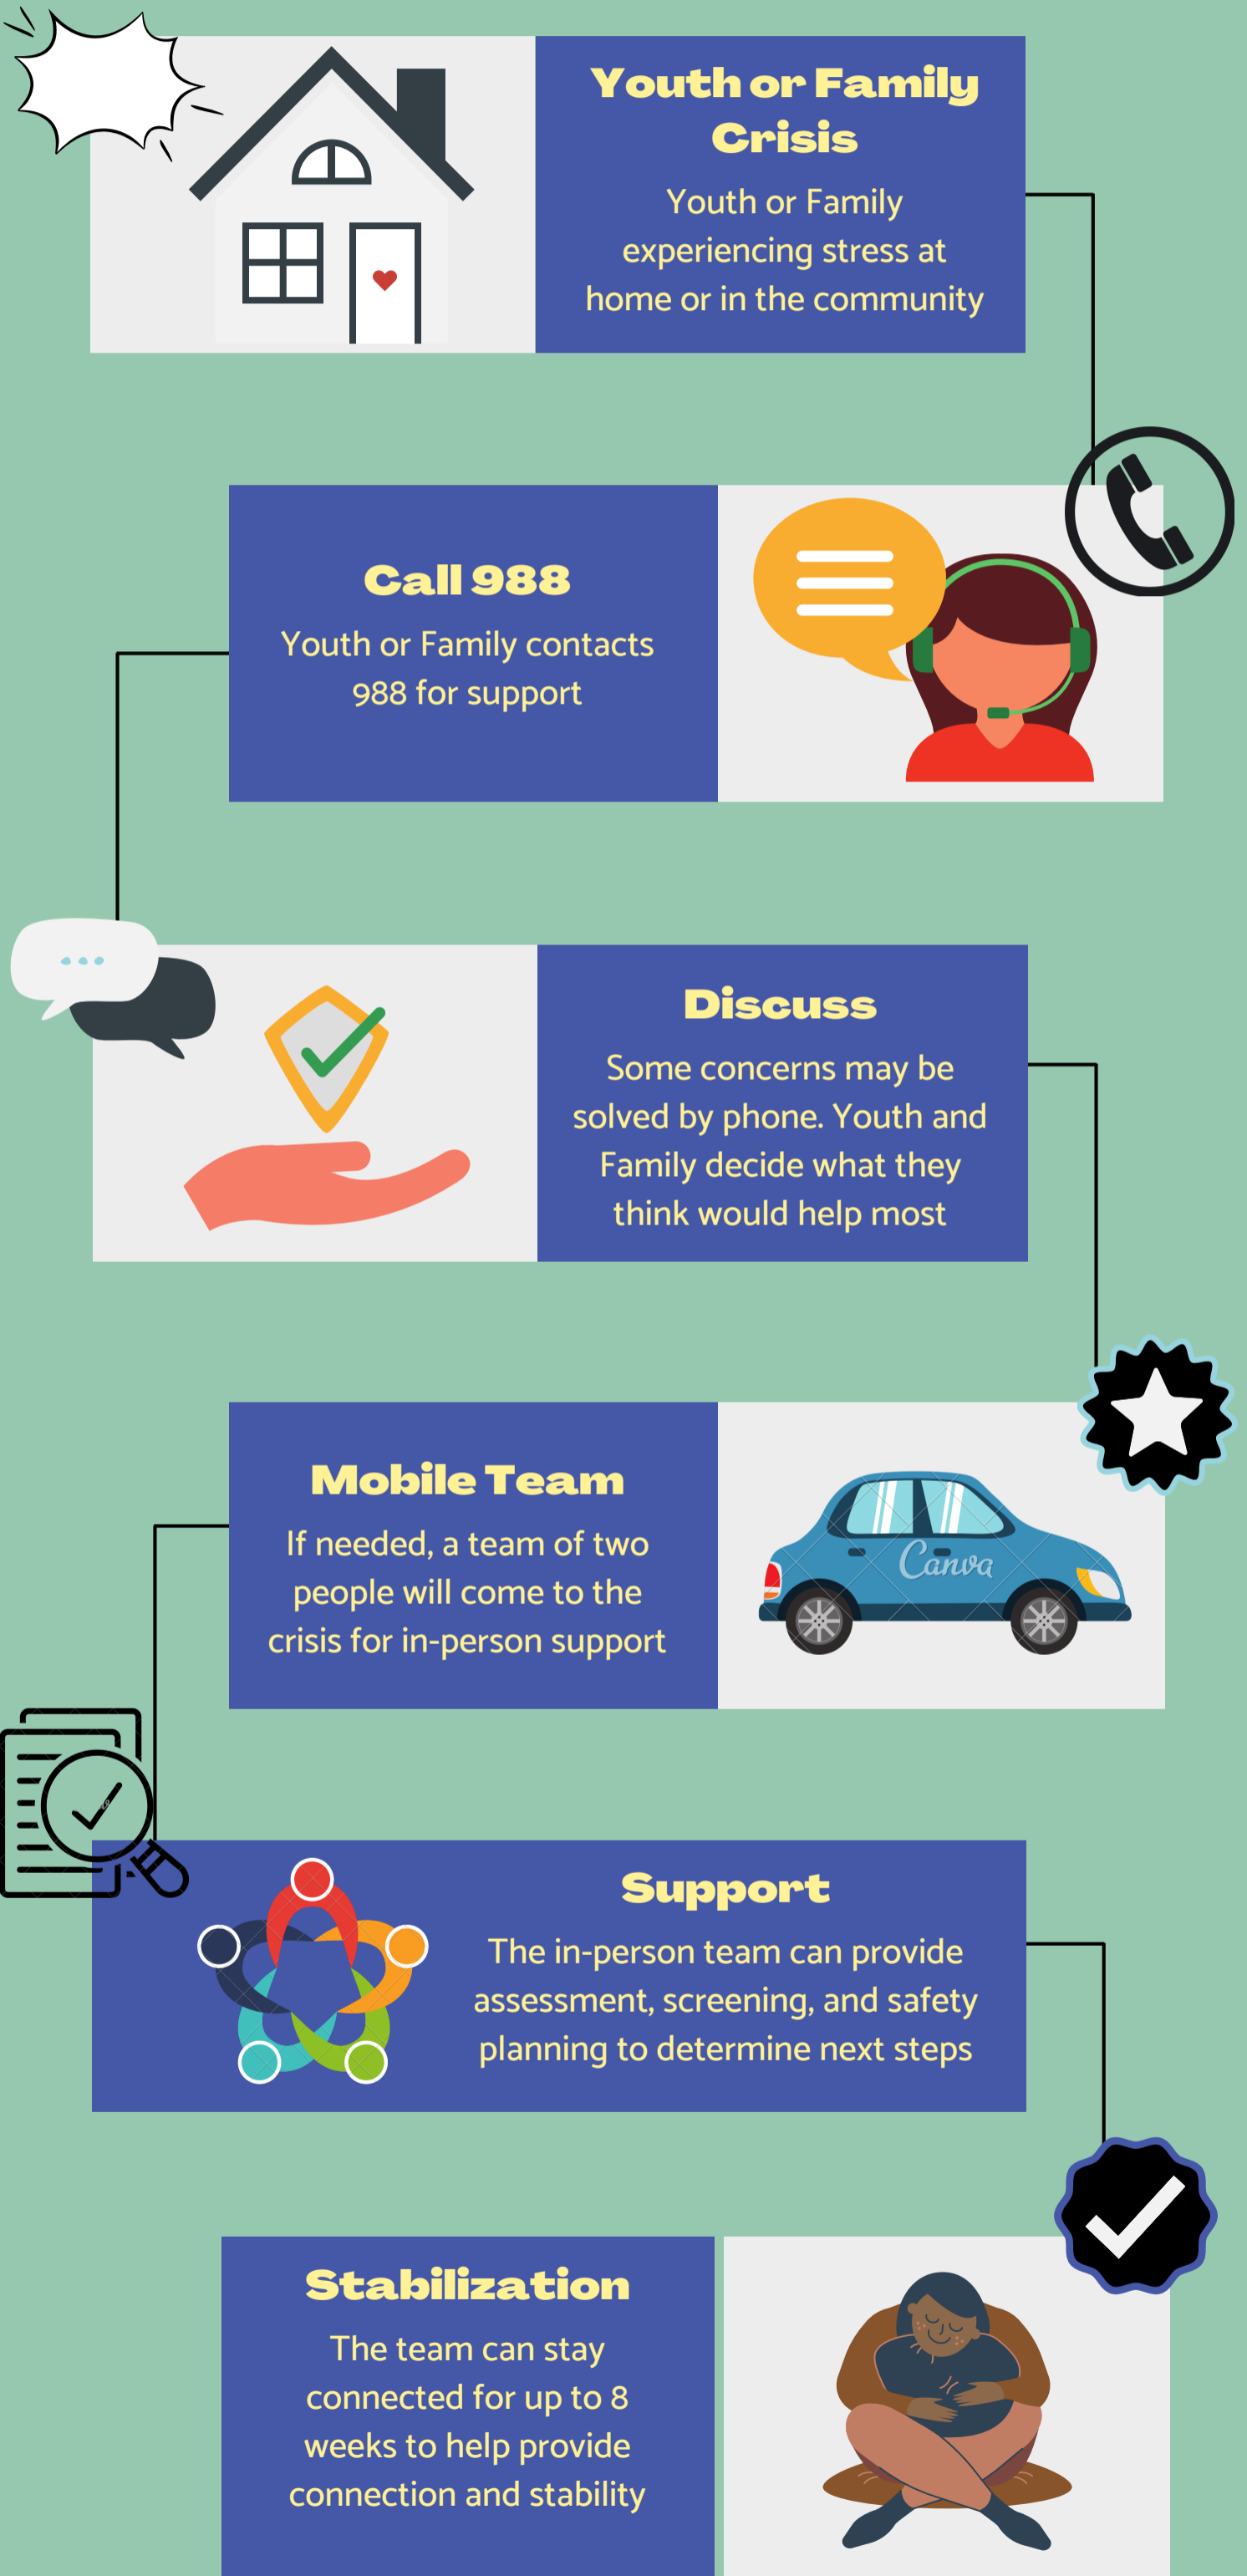 Youth or Family
Crisis
Youth or Family
experiencing stress at
home or in the community
Call 988
Youth or Family contacts
988 for support
Discuss
Some concerns may be
solved by phone. Youth and
Family decide what they
think would help most
Mobile Team
If needed, a team of two
people will come to the
crisis for in-person support
Canva
Support
The in-person team can provide
assessment, screening, and safety
planning to determine next steps
Stabilization
The team can stay
connected for up to 8
weeks to help provide
connection and stability